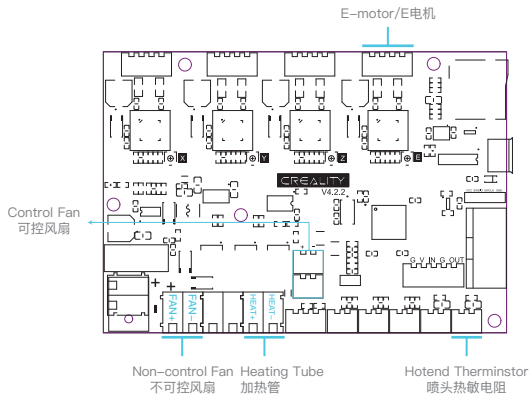 E-motor/E电机
X
Y
Z
E
CREALITY
V4.2.2
Control Fan
可控风扇
G V IN G OUT
FAN+
FAN-
HEAT+
HEAT-
Non-control Fan
不可控风扇
Heating Tube
加热管
Hotend Therminstor
喷头热敏电阻